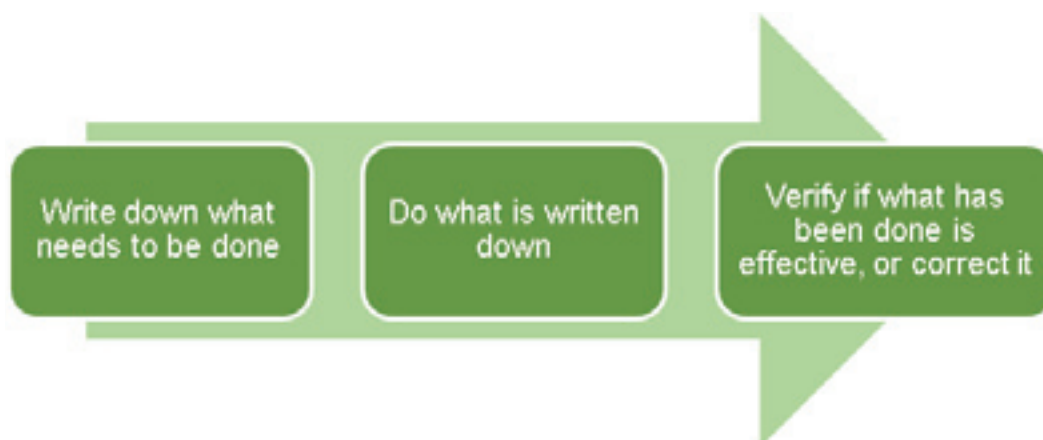 Write down what
needs to be done
Do what is written
down
Verify if what has
been done is
effective, or correct it